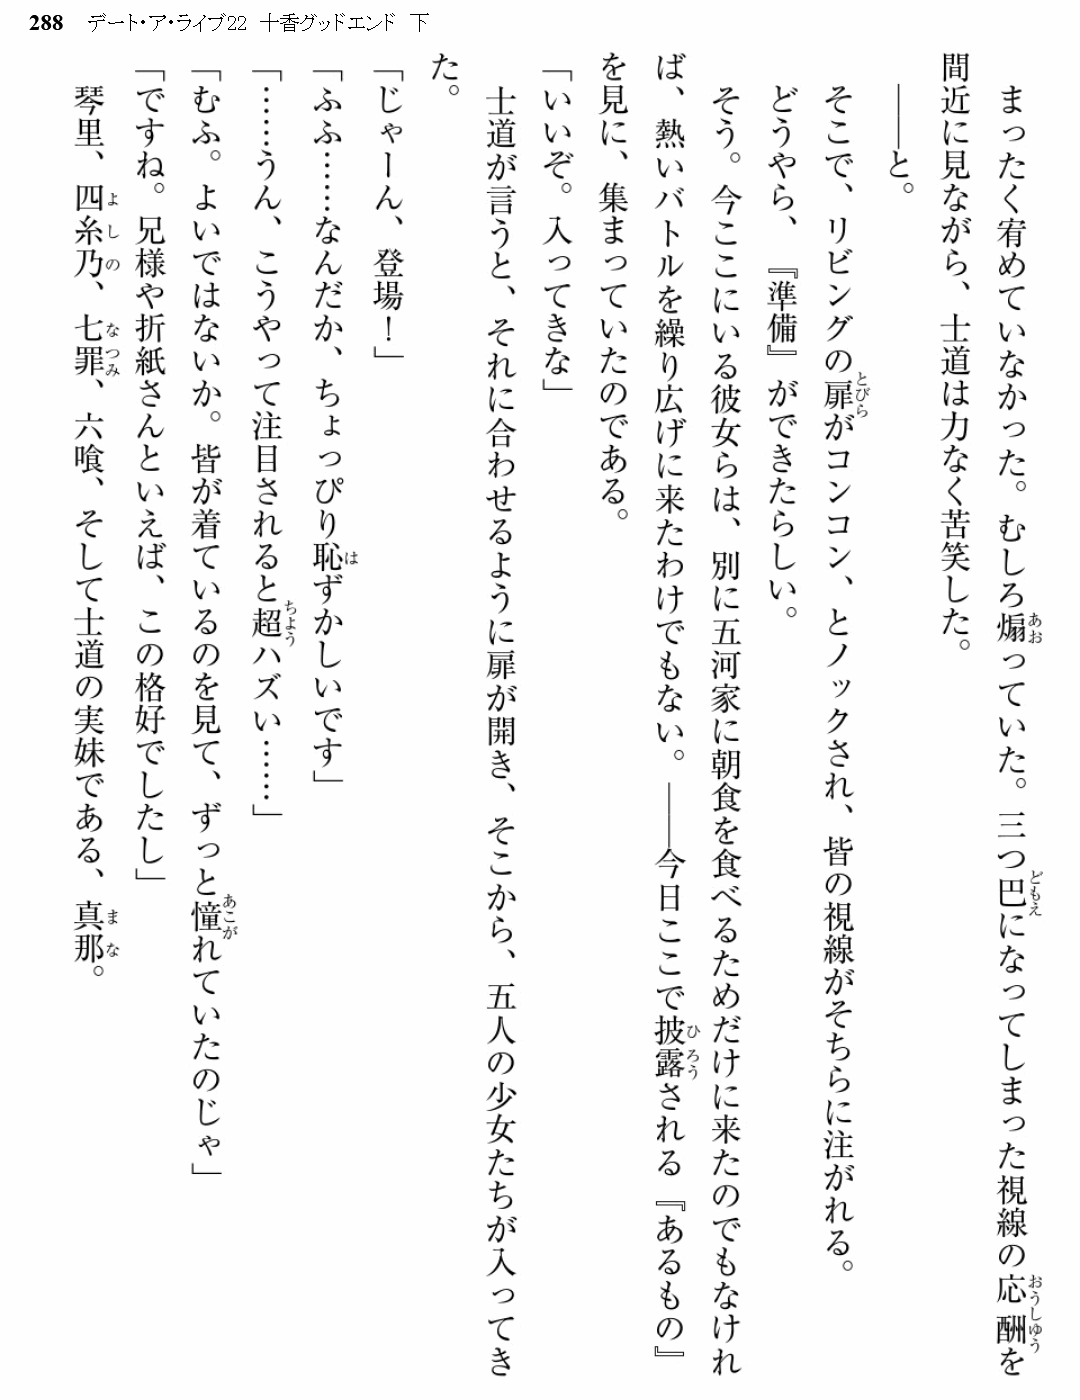 288 デート・ア・ライブ22 十香グッドエンド 下
まったく宥めていなかった。むしろ煽っていた。三つ巴になってしまった視線の応酬を
間近に見ながら、士道は力なく苦笑した。
――と。
そこで、リビングの扉がコンコン、とノックされ、皆の視線がそちらに注がれる。
どうやら、『準備』ができたらしい。
そう。今ここにいる彼女らは、別に五河家に朝食を食べるためだけに来たのでもなけれ
ば、熱いバトルを繰り広げに来たわけでもない。――今日ここで披露される『あるもの』
を見に、集まっていたのである。
「いいぞ。入ってきな」
士道が言うと、それに合わせるように扉が開き、そこから、五人の少女たちが入ってき
た。
「じゃーん、登場！」
「ふふ……なんだか、ちょっぴり恥ずかしいです」
「……うん、こうやって注目されると超ハズい……」
「むふ。よいではないか。皆が着ているのを見て、ずっと憧れていたのじゃ」
「ですね。兄様や折紙さんといえば、この格好でしたし」
琴里、四糸乃、七罪、六喰、そして士道の実妹である、真那。